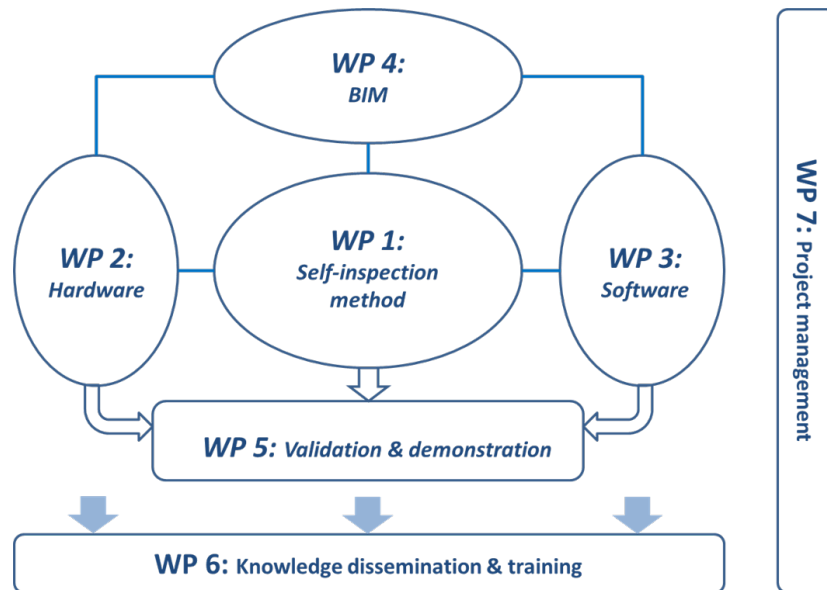 WP 4:
BIM
WP 2:
Hardware
WP 1:
Self-inspection
method
WP 3:
Software
WP 5: Validation & demonstration
WP 6: Knowledge dissemination & training
WP 7: Project management